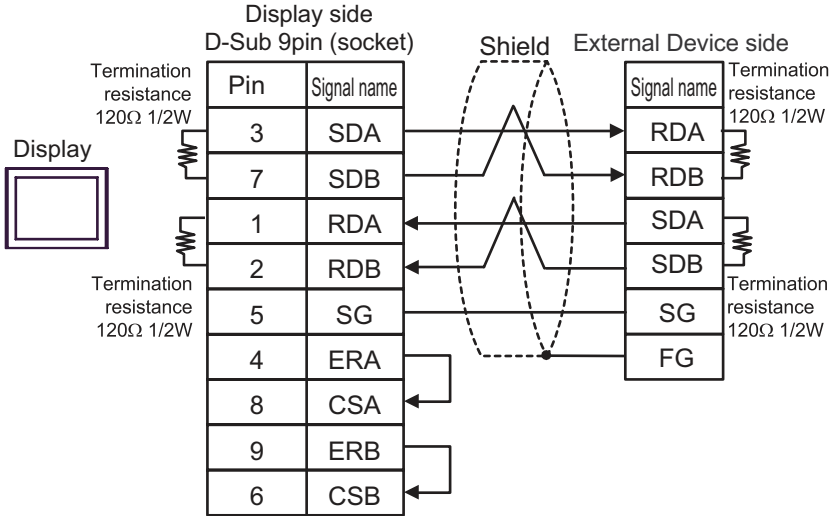 Display side
D-Sub 9pin (socket)
Shield
External Device side
Termination
resistance
120Ω 1/2W
Display
Pin Signal name
3 SDA
7 SDB
1 RDA
2 RDB
5 SG
4 ERA
8 CSA
9 ERB
6 CSB
Termination
resistance
120Ω 1/2W
Signal name
RDA
RDB
SDA
SDB
SG
FG
Termination
resistance
120Ω 1/2W
Termination
resistance
120Ω 1/2W